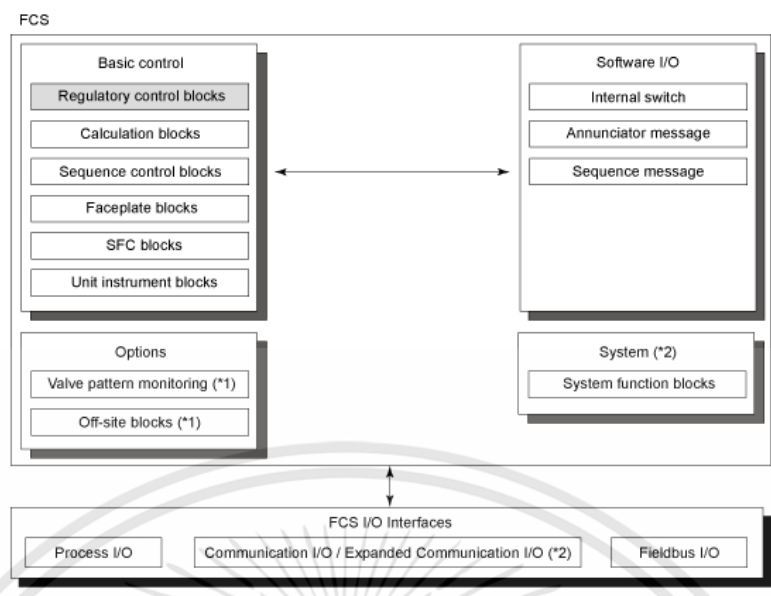 FCS
Basic control
Regulatory control blocks
Calculation blocks
Sequence control blocks
Faceplate blocks
SFC blocks
Unit instrument blocks
Software I/O
Internal switch
Annunciator message
Sequence message
Options
Valve pattern monitoring (*1)
Off-site blocks (*1)
System (*2)
System function blocks
FCS I/O Interfaces
Process I/O
Communication I/O / Expanded Communication I/O (*2)
Fieldbus I/O